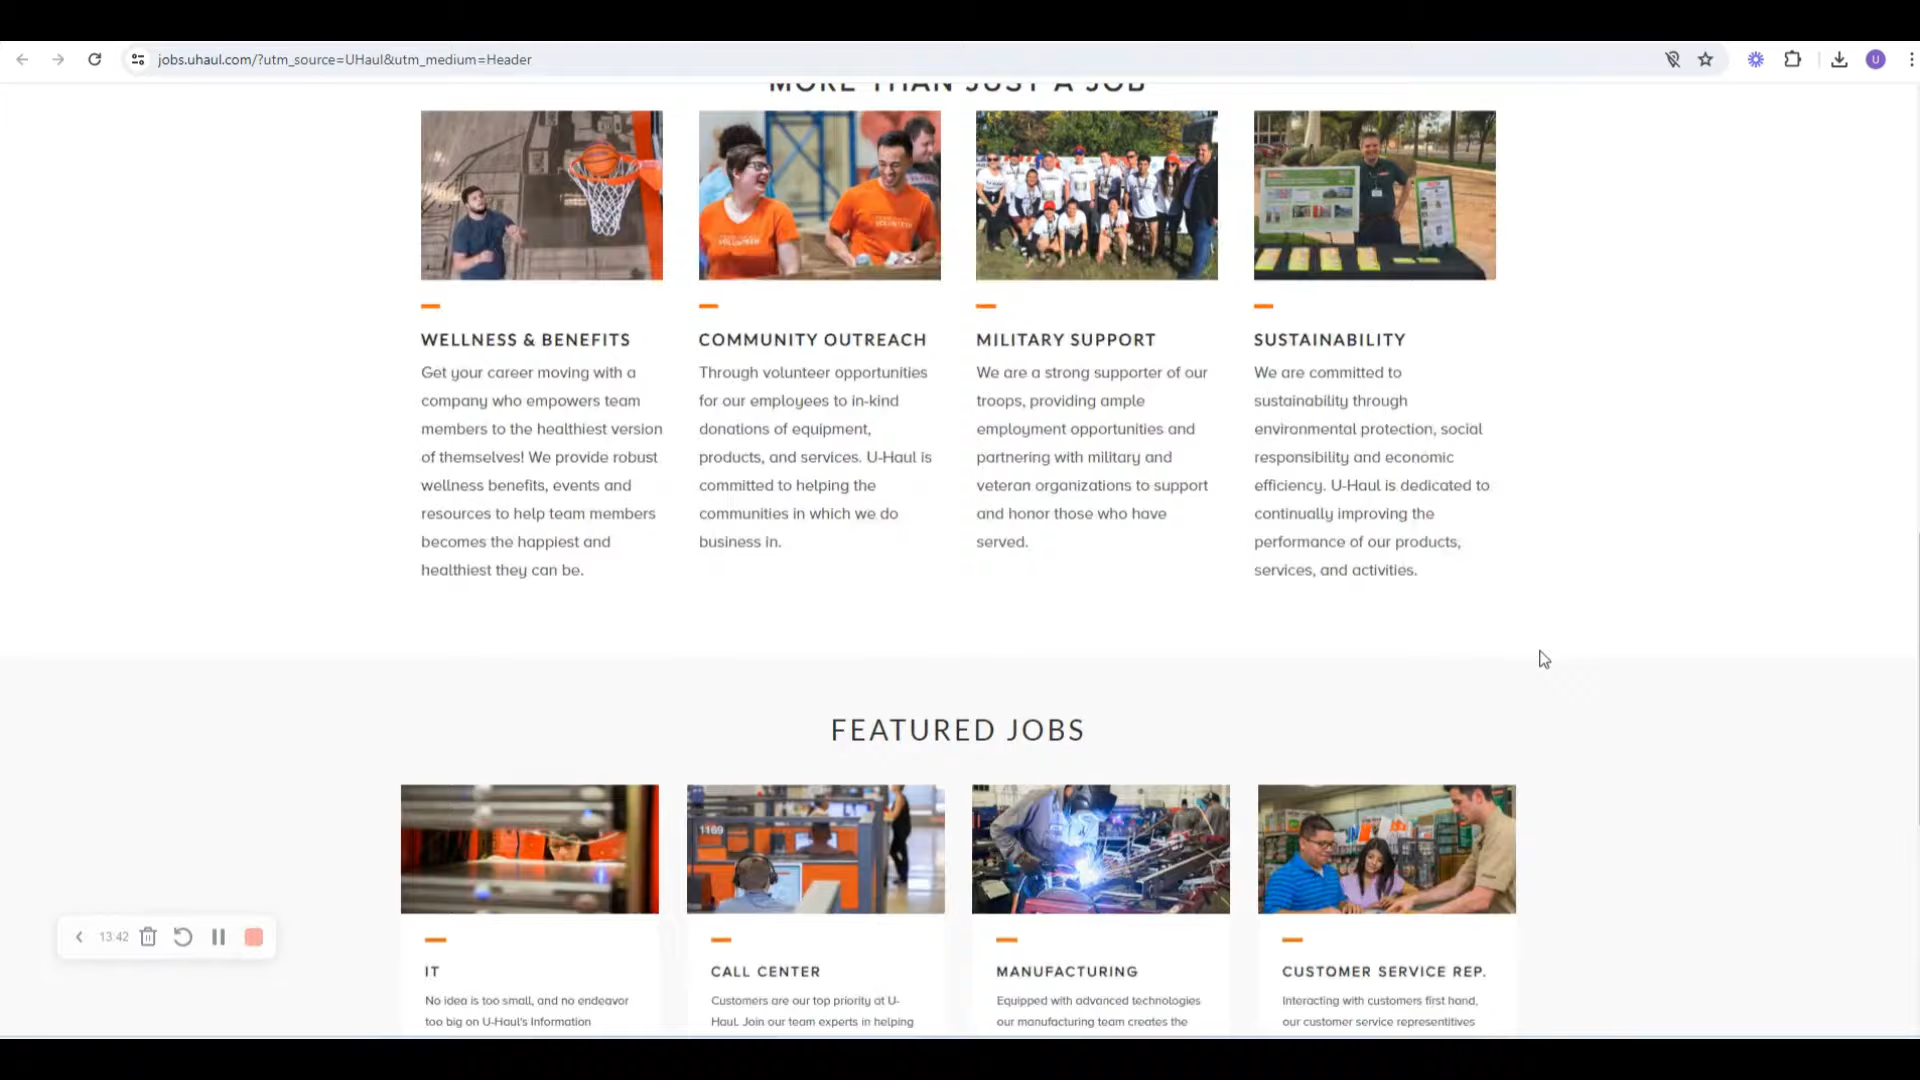 jobs.uhaul.com/?utm_source=UHaul&utm_medium=Header
U
MORE THAN JUST A JOB
WELLNESS & BENEFITS
Get your career moving with a
company who empowers team
members to the healthiest version
of themselves! We provide robust
wellness benefits, events and
resources to help team members
becomes the happiest and
healthiest they can be.
COMMUNITY OUTREACH
Through volunteer opportunities
for our employees to in-kind
donations of equipment,
products, and services. U-Haul is
committed to helping the
communities in which we do
business in.
MILITARY SUPPORT
We are a strong supporter of our
troops, providing ample
employment opportunities and
partnering with military and
veteran organizations to support
and honor those who have
served.
SUSTAINABILITY
We are committed to
sustainability through
environmental protection, social
responsibility and economic
efficiency. U-Haul is dedicated to
continually improving the
performance of our products,
services, and activities.
FEATURED JOBS
1169
13:42
IT
No idea is too small, and no endeavor
too big on U-Haul's Information
CALL CENTER
Customers are our top priority at U-
Haul. Join our team experts in helping
MANUFACTURING
Equipped with advanced technologies
our manufacturing team creates the
CUSTOMER SERVICE REP.
Interacting with customers first hand,
our customer service representitives